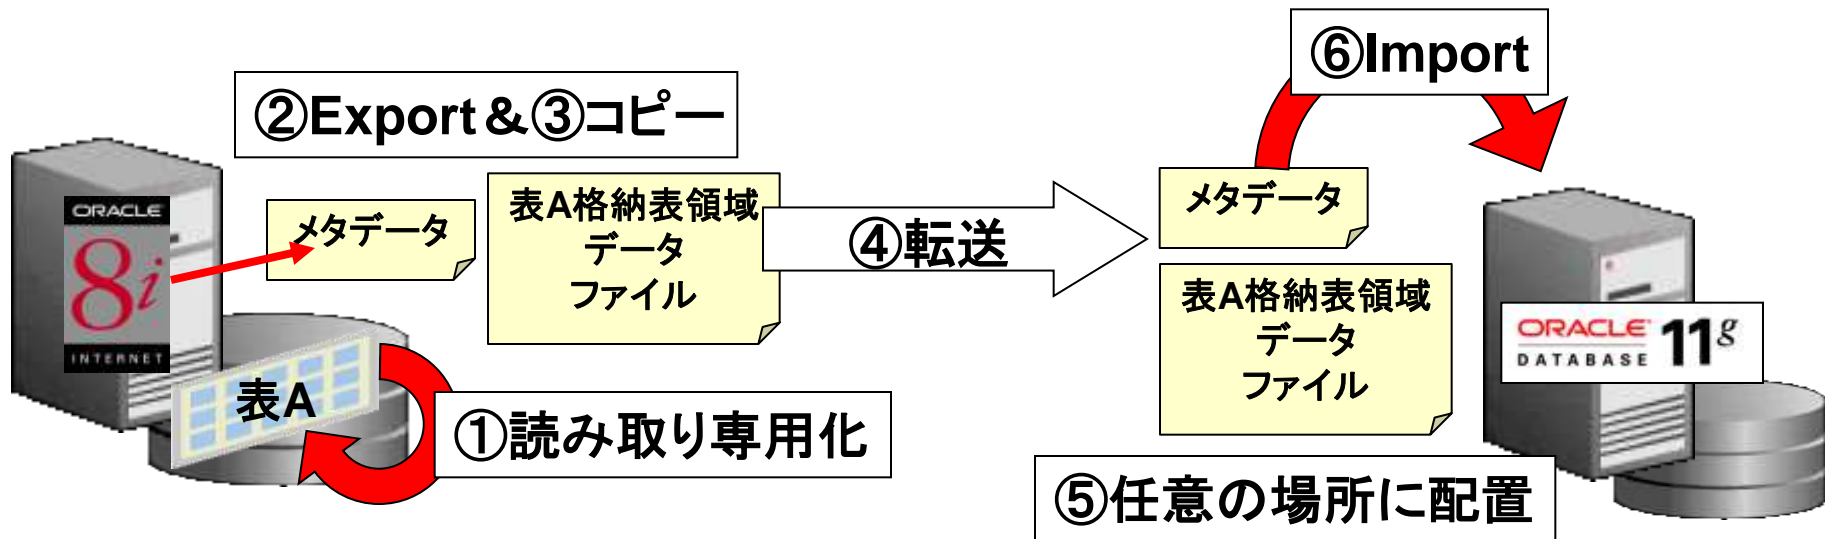 ②Export＆③コピー
ORACLE
8i
INTERNET
メタデータ
表A格納表領域
データ
ファイル
表A
①読み取り専用化
④転送
⑥Import
メタデータ
表A格納表領域
データ
ファイル
ORACLE
DATABASE 11g
⑤任意の場所に配置